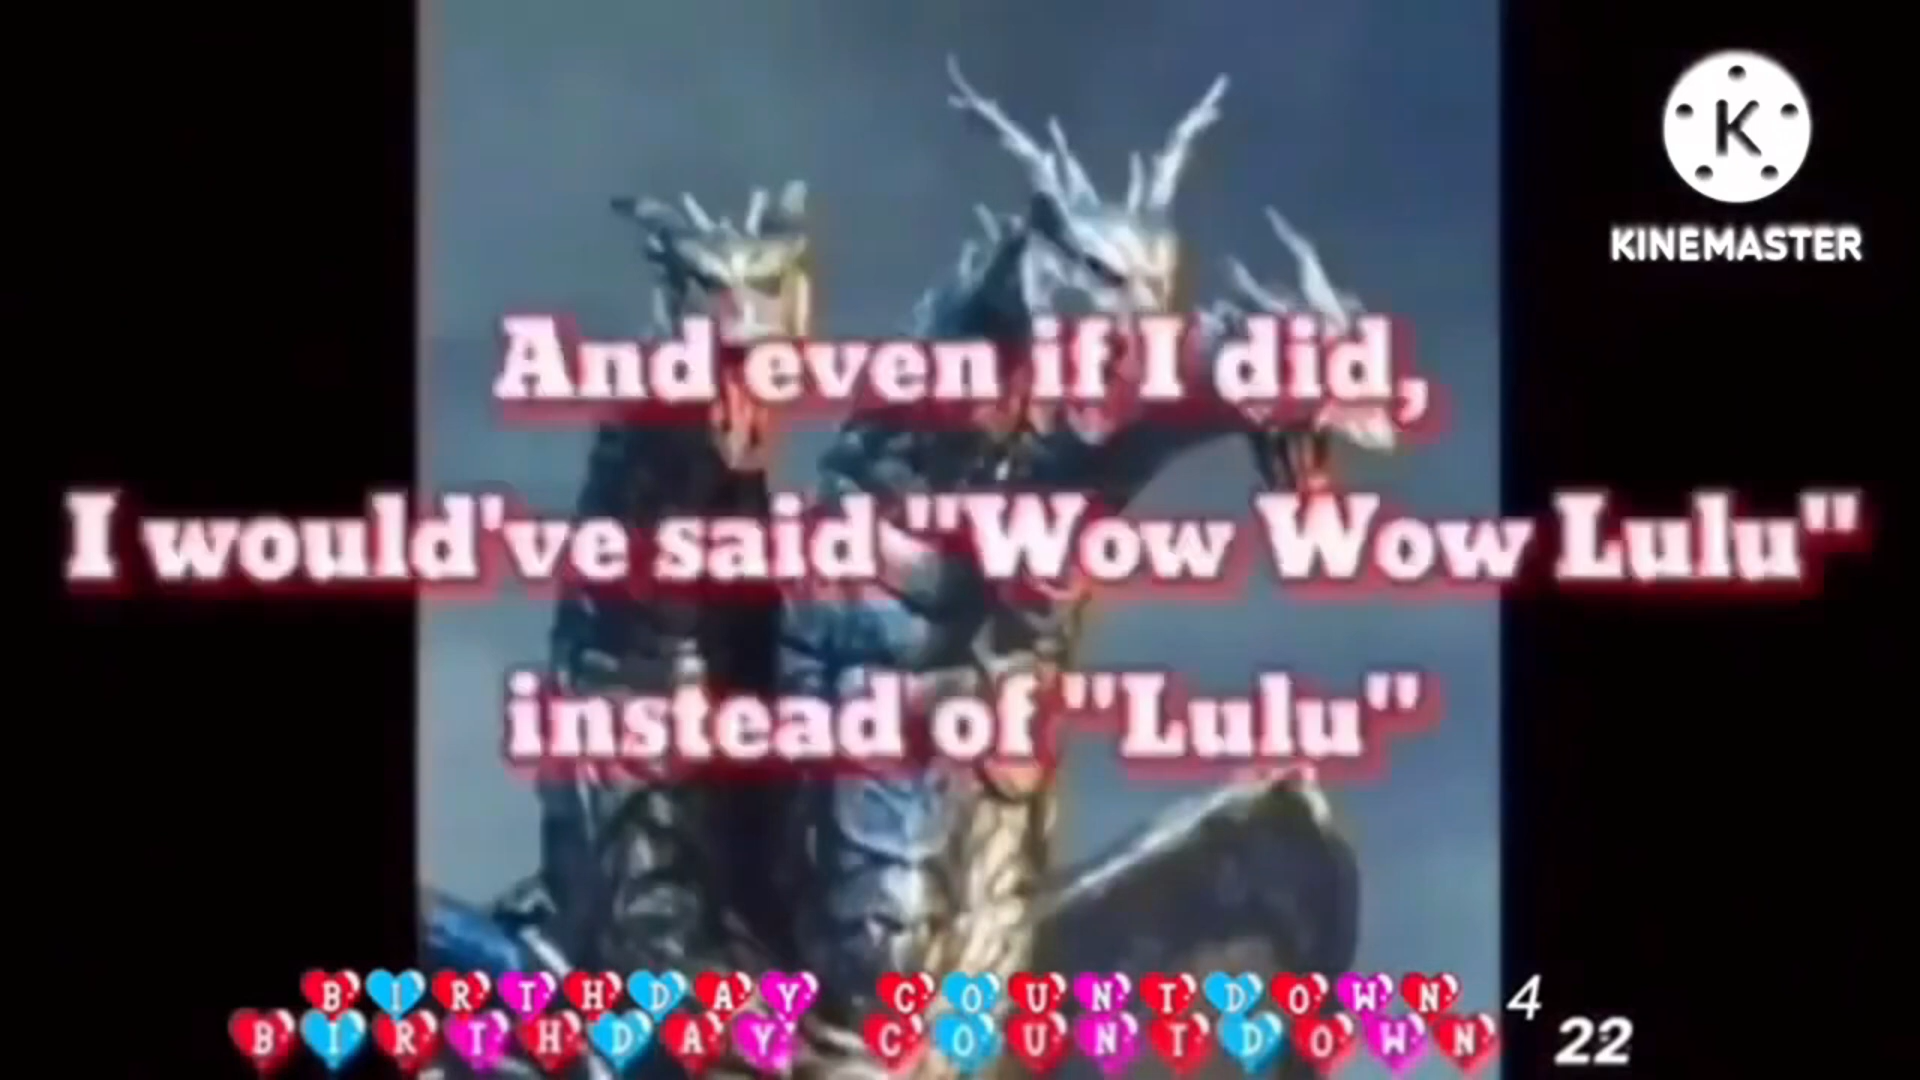 K
KINEMASTER
And even if I did,
I would've said "Wow Wow Lulu"
instead of "Lulu"
BIRTHDAY COUNTDOWN 4
BIRTHDAY COUNTDOWN 22